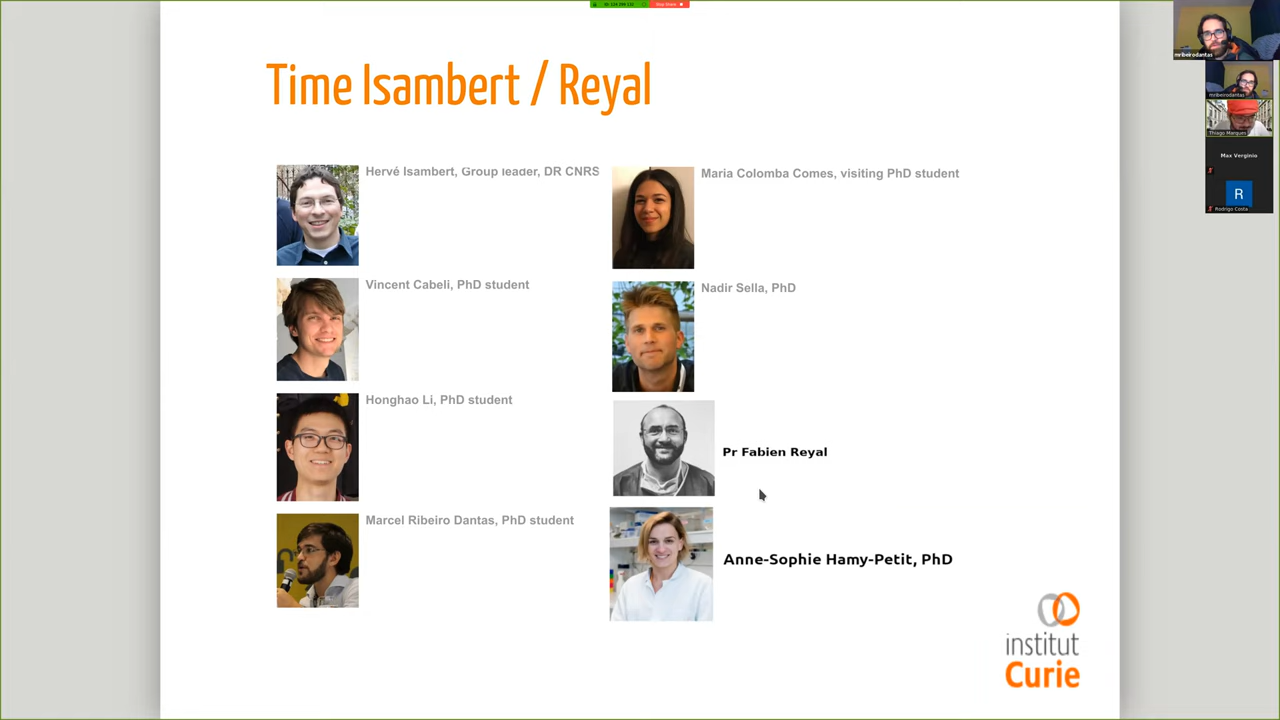 Time Isambert / Reyal
Hervé Isambert, Group leader, DR CNRS
Vincent Cabeli, PhD student
Honghao Li, PhD student
Marcel Ribeiro Dantas, PhD student
Maria Colomba Comes, visiting PhD student
Nadir Sella, PhD
Pr Fabien Reyal
Anne-Sophie Hamy-Petit, PhD
institut
Curie
mribeirodantas
mribeirodantas
Thiago Marques
Max Verginio
R
Rodrigo Costa